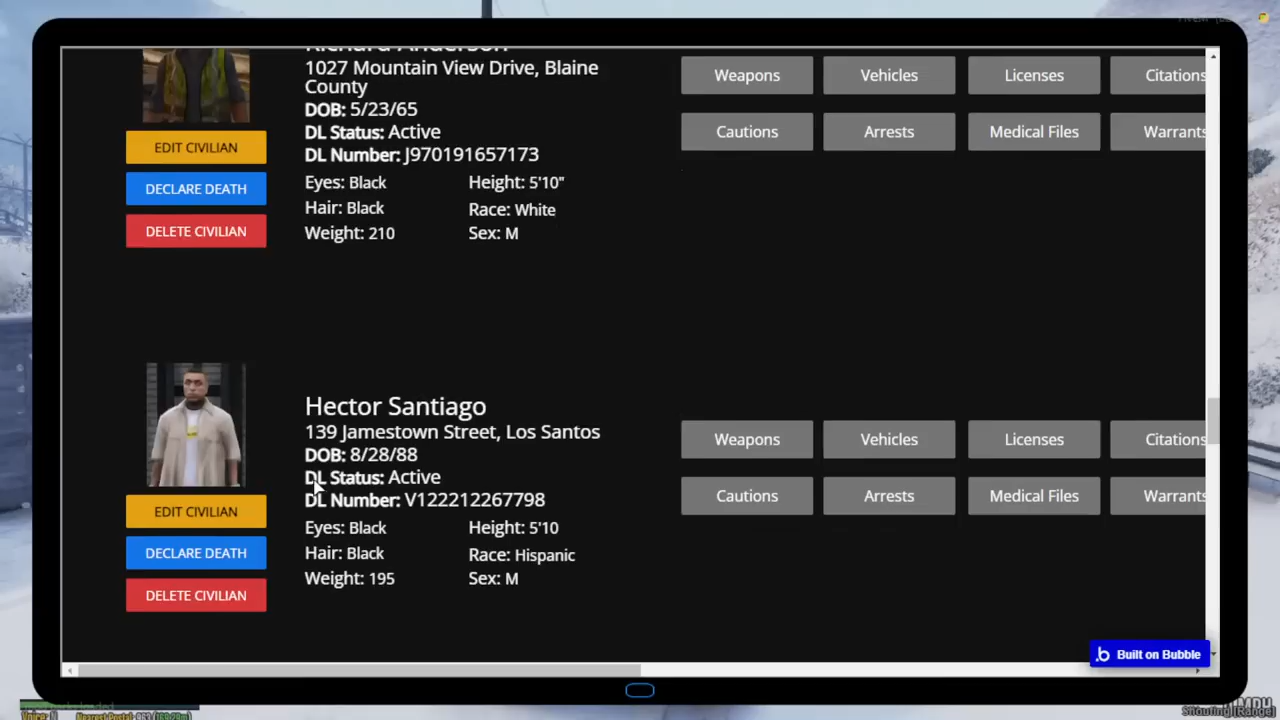 Richard Anderson
1027 Mountain View Drive, Blaine
County
DOB: 5/23/65
DL Status: Active
DL Number: J970191657173
Eyes: Black Height: 5'10"
Hair: Black Race: White
Weight: 210 Sex: M
EDIT CIVILIAN
DECLARE DEATH
DELETE CIVILIAN
Weapons Vehicles Licenses Citations
Cautions Arrests Medical Files Warrants
Hector Santiago
139 Jamestown Street, Los Santos
DOB: 8/28/88
DL Status: Active
DL Number: V122212267798
Eyes: Black Height: 5'10
Hair: Black Race: Hispanic
Weight: 195 Sex: M
EDIT CIVILIAN
DECLARE DEATH
DELETE CIVILIAN
Weapons Vehicles Licenses Citations
Cautions Arrests Medical Files Warrants
Built on Bubble
Shouting (Range)